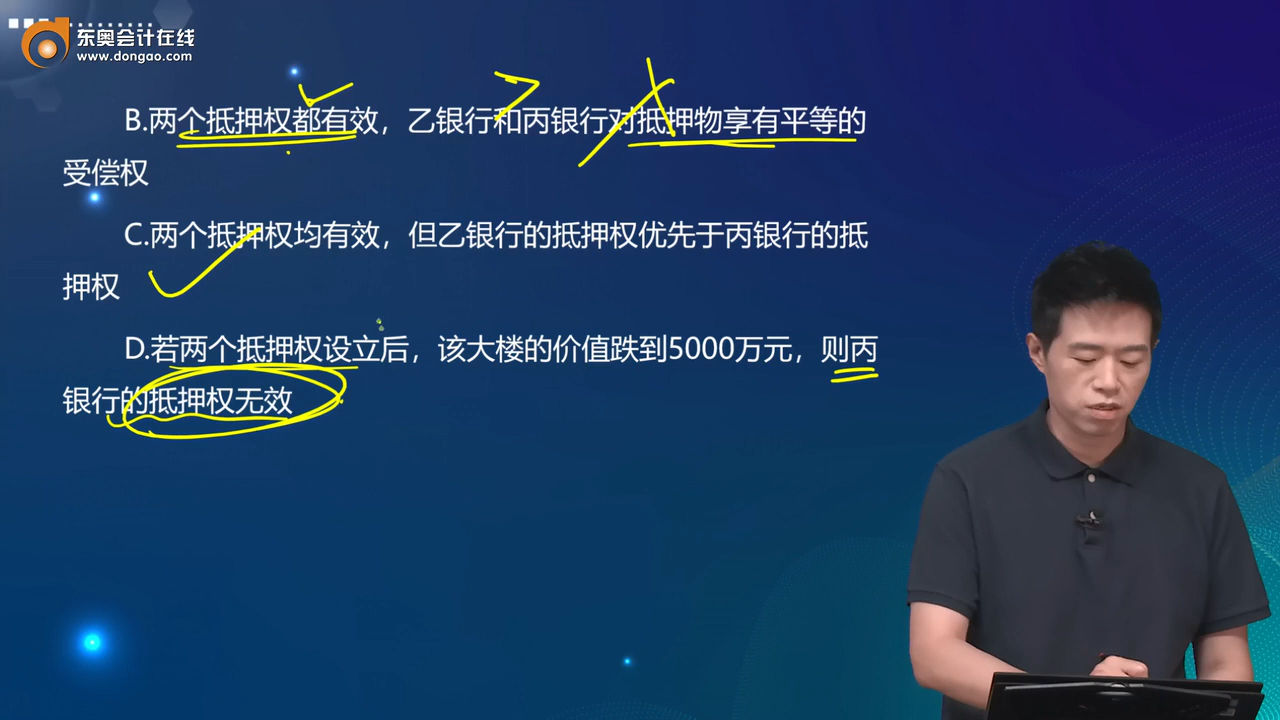 东奥会计在线
www.dongao.com
B.两个抵押权都有效，乙银行和丙银行对抵押物享有平等的
受偿权
C.两个抵押权均有效，但乙银行的抵押权优先于丙银行的抵
押权
D.若两个抵押权设立后，该大楼的价值跌到5000万元，则丙
银行的抵押权无效